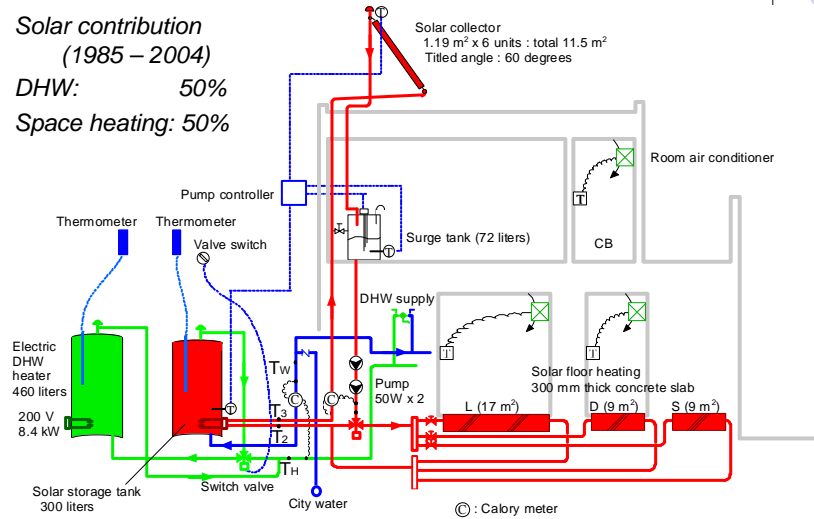 Solar contribution
(1985 – 2004)
DHW: 50%
Space heating: 50%
T
Solar collector
1.19 m² x 6 units : total 11.5 m²
Titled angle : 60 degrees
Room air conditioner
T
CB
Pump controller
Thermometer
Thermometer
Valve switch
Surge tank (72 liters)
T
DHW supply
T
T
Solar floor heating
300 mm thick concrete slab
Electric
DHW
heater
460 liters
200 V
8.4 kW
TW
C
C
Pump
50W x 2
T
T3
T2
TH
L (17 m²)
D (9 m²)
S (9 m²)
Solar storage tank
300 liters
Switch valve
City water
C : Calory meter